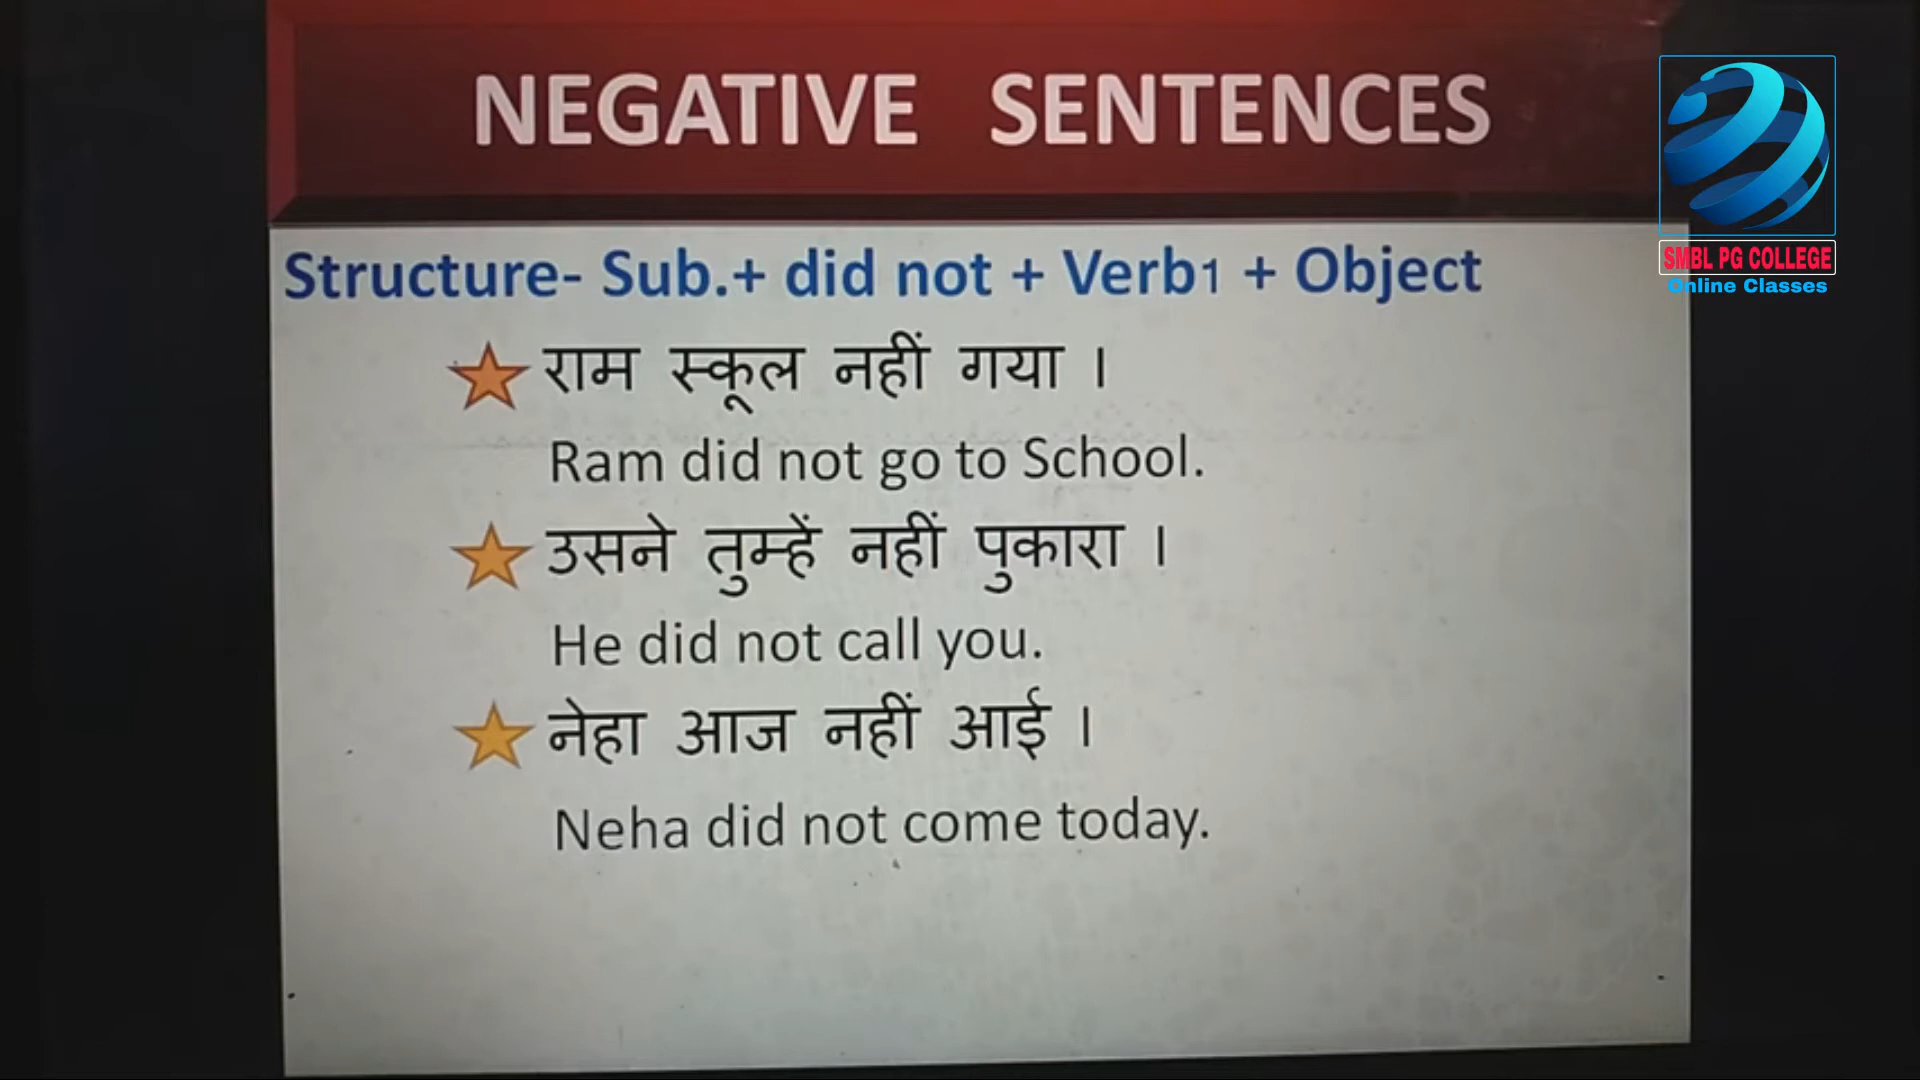 NEGATIVE SENTENCES
SMBL PG COLLEGE
Online Classes
Structure- Sub.+ did not + Verb1 + Object
राम स्कूल नहीं गया ।
Ram did not go to School.
उसने तुम्हें नहीं पुकारा ।
He did not call you.
नेहा आज नहीं आई ।
Neha did not come today.